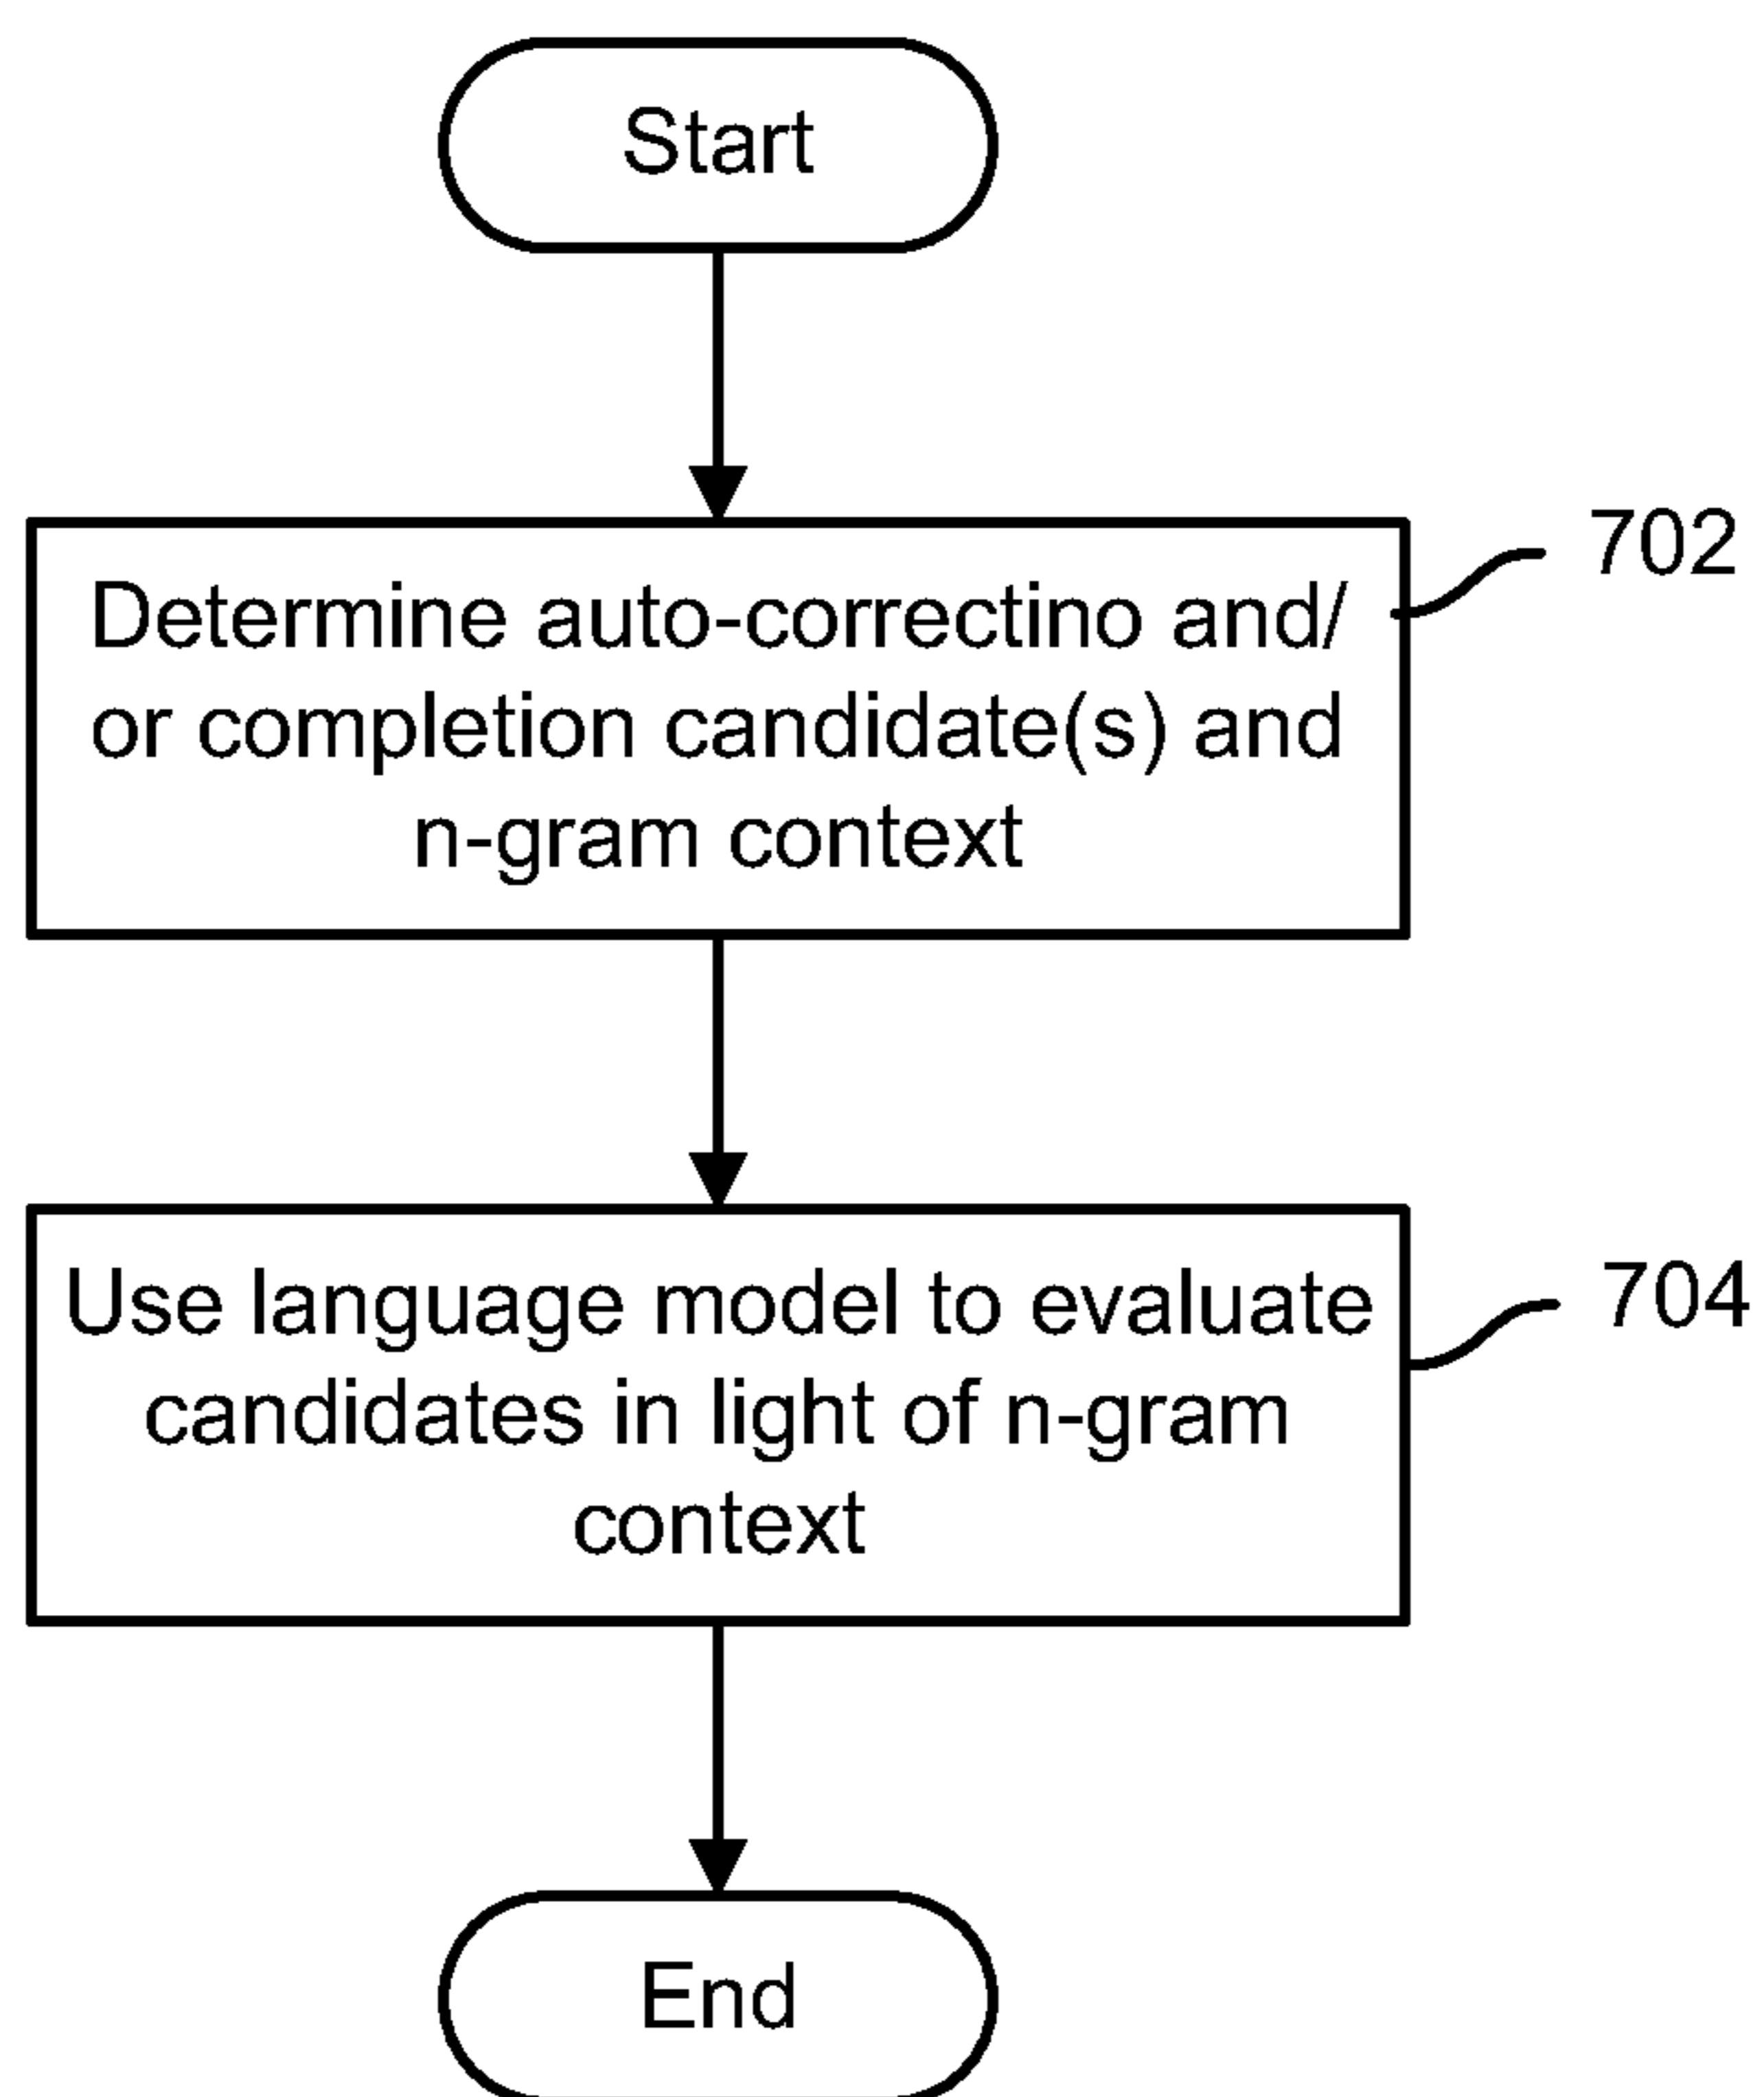 Start
702
Determine auto-correctino and/
or completion candidate(s) and
n-gram context
704
Use language model to evaluate
candidates in light of n-gram
context
End